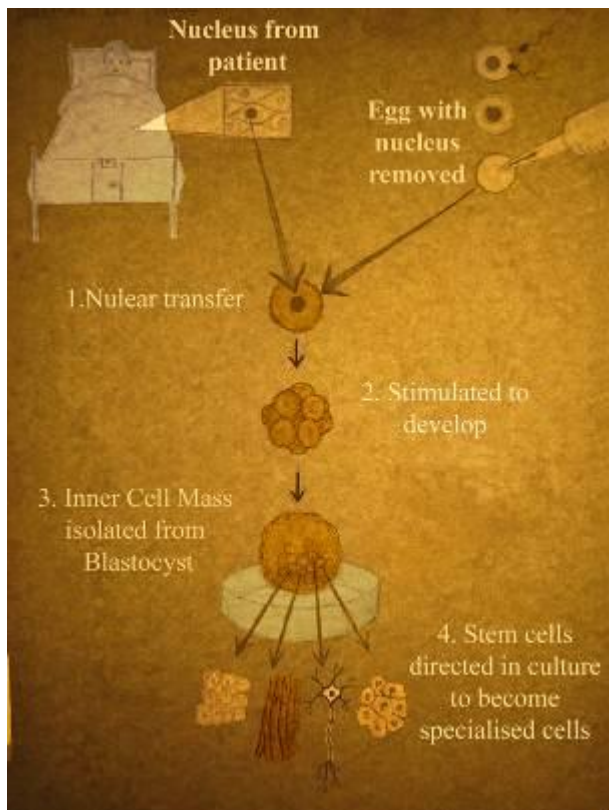 Nucleus from
patient
Egg with
nucleus
removed
1.Nulear transfer
2. Stimulated to
develop
3. Inner Cell Mass
isolated from
Blastocyst
4. Stem cells
directed in culture
to become
specialised cells